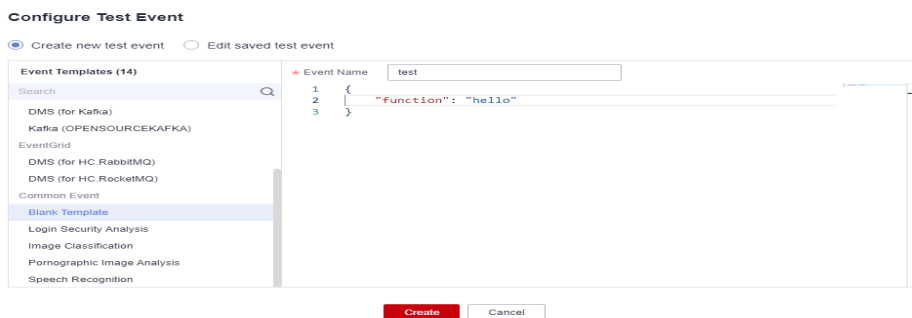 Configure Test Event
Create new test event Edit saved test event
Event Templates (14)
Search
DMS (for Kafka)
Kafka (OPENSOURCEKAFKA)
EventGrid
DMS (for HC.RabbitMQ)
DMS (for HC.RocketMQ)
Common Event
Blank Template
Login Security Analysis
Image Classification
Pornographic Image Analysis
Speech Recognition
* Event Name test
1 {
2 "function": "hello"
3 }
Create Cancel